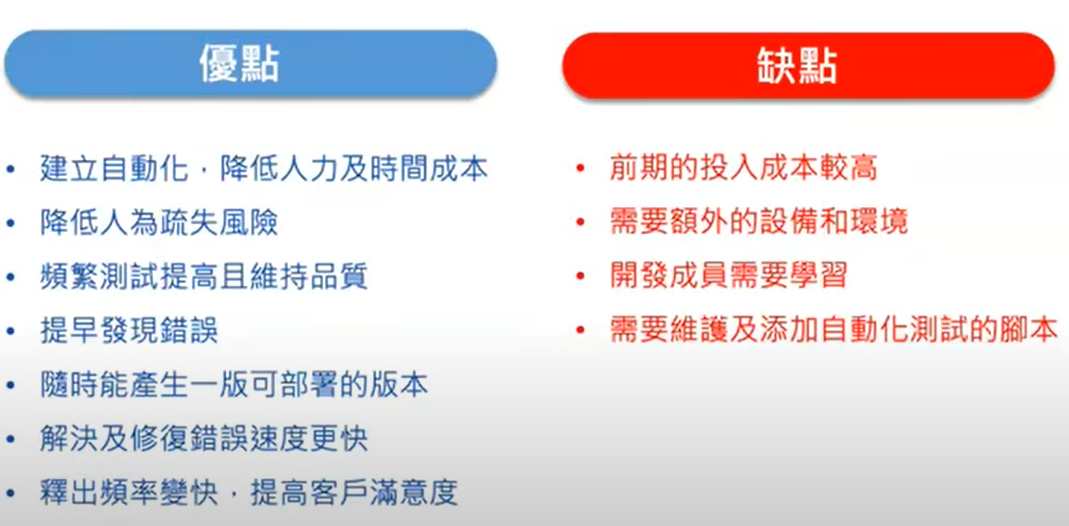 優點
• 建立自動化，降低人力及時間成本
• 降低人為疏失風險
• 頻繁測試提高且維持品質
• 提早發現錯誤
• 隨時能產生一版可部署的版本
• 解決及修復錯誤速度更快
• 釋出頻率變快，提高客戶滿意度
缺點
• 前期的投入成本較高
• 需要額外的設備和環境
• 開發成員需要學習
• 需要維護及添加自動化測試的腳本